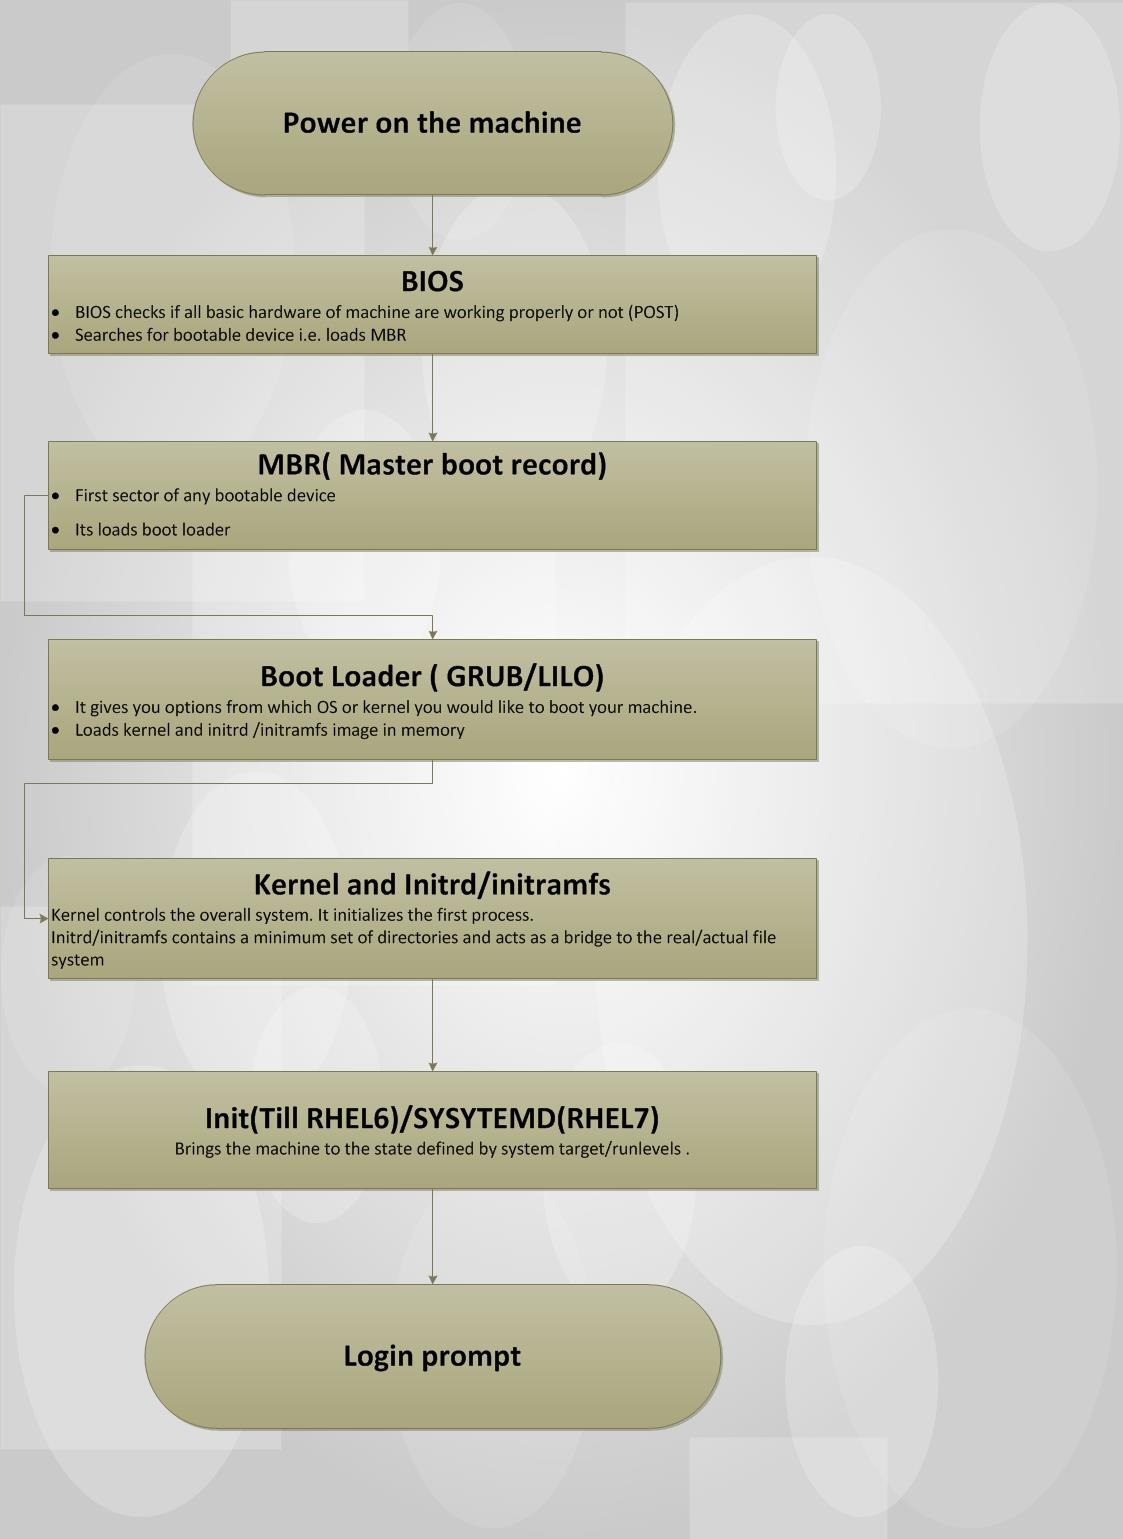 Power on the machine
BIOS
• BIOS checks if all basic hardware of machine are working properly or not (POST)
• Searches for bootable device i.e. loads MBR
MBR( Master boot record)
• First sector of any bootable device
• Its loads boot loader
Boot Loader ( GRUB/LILO)
• It gives you options from which OS or kernel you would like to boot your machine.
• Loads kernel and initrd /initramfs image in memory
Kernel and Initrd/initramfs
Kernel controls the overall system. It initializes the first process.
Initrd/initramfs contains a minimum set of directories and acts as a bridge to the real/actual file
system
Init(Till RHEL6)/SYSYTEMD(RHEL7)
Brings the machine to the state defined by system target/runlevels .
Login prompt